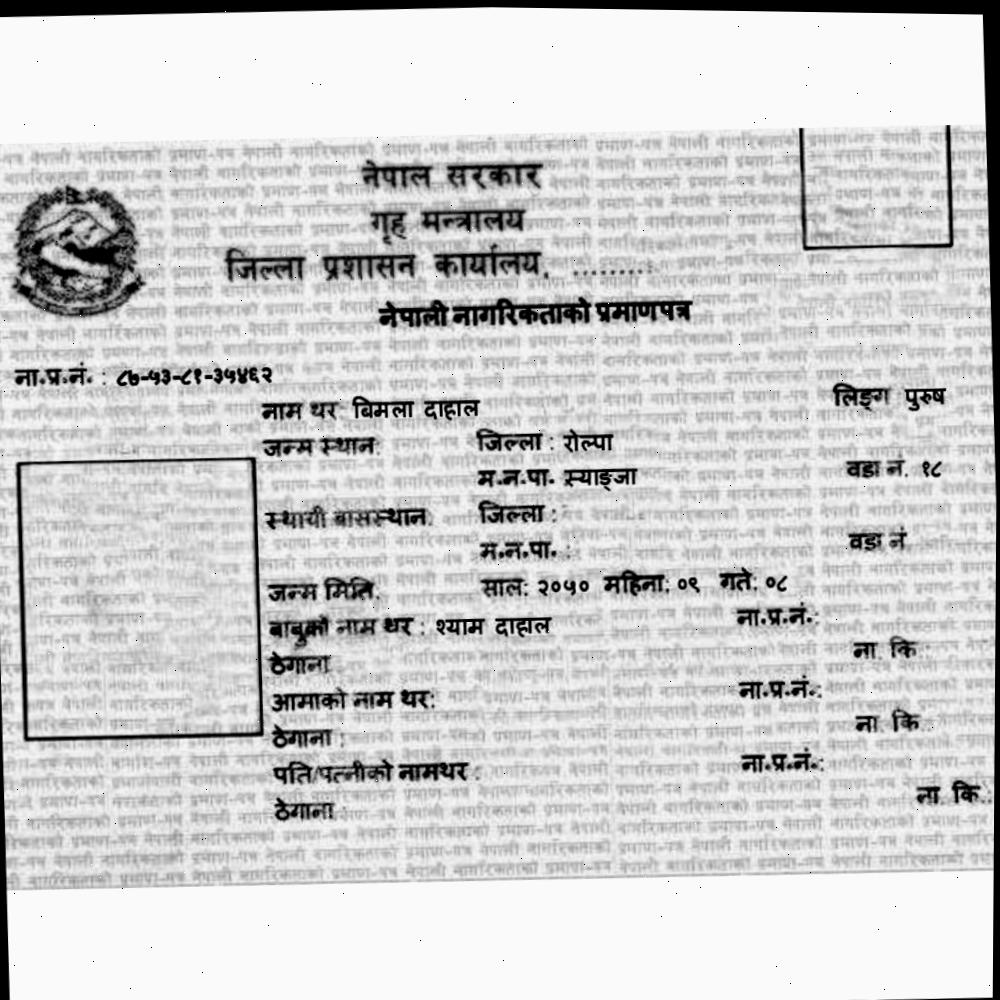 नेपाल सरकार
गृह मन्त्रालय
जिल्ला प्रशासन कार्यालय, .........
नेपाली नागरिकताको प्रमाणपत्र
ना.प्र.नं. : ८७-५३-८१-३५४६२
लिङ्ग पुरुष
नाम थर: बिमला दाहाल
जन्म स्थान: जिल्ला : रोल्पा
म.न.पा. स्याङ्जा वडा नं. १८
स्थायी बासस्थान: जिल्ला :
म.न.पा. : वडा नं
जन्म मिति: साल: २०५० महिना: ०९ गते: ०८
बाबुको नाम थर : श्याम दाहाल ना.प्र.नं.:
ठेगाना ना. कि.:
आमाको नाम थर: ना.प्र.नं.:
ठेगाना : ना. कि.
पति/पत्नीको नामथर : ना.प्र.नं.:
ठेगाना : ना. कि.: